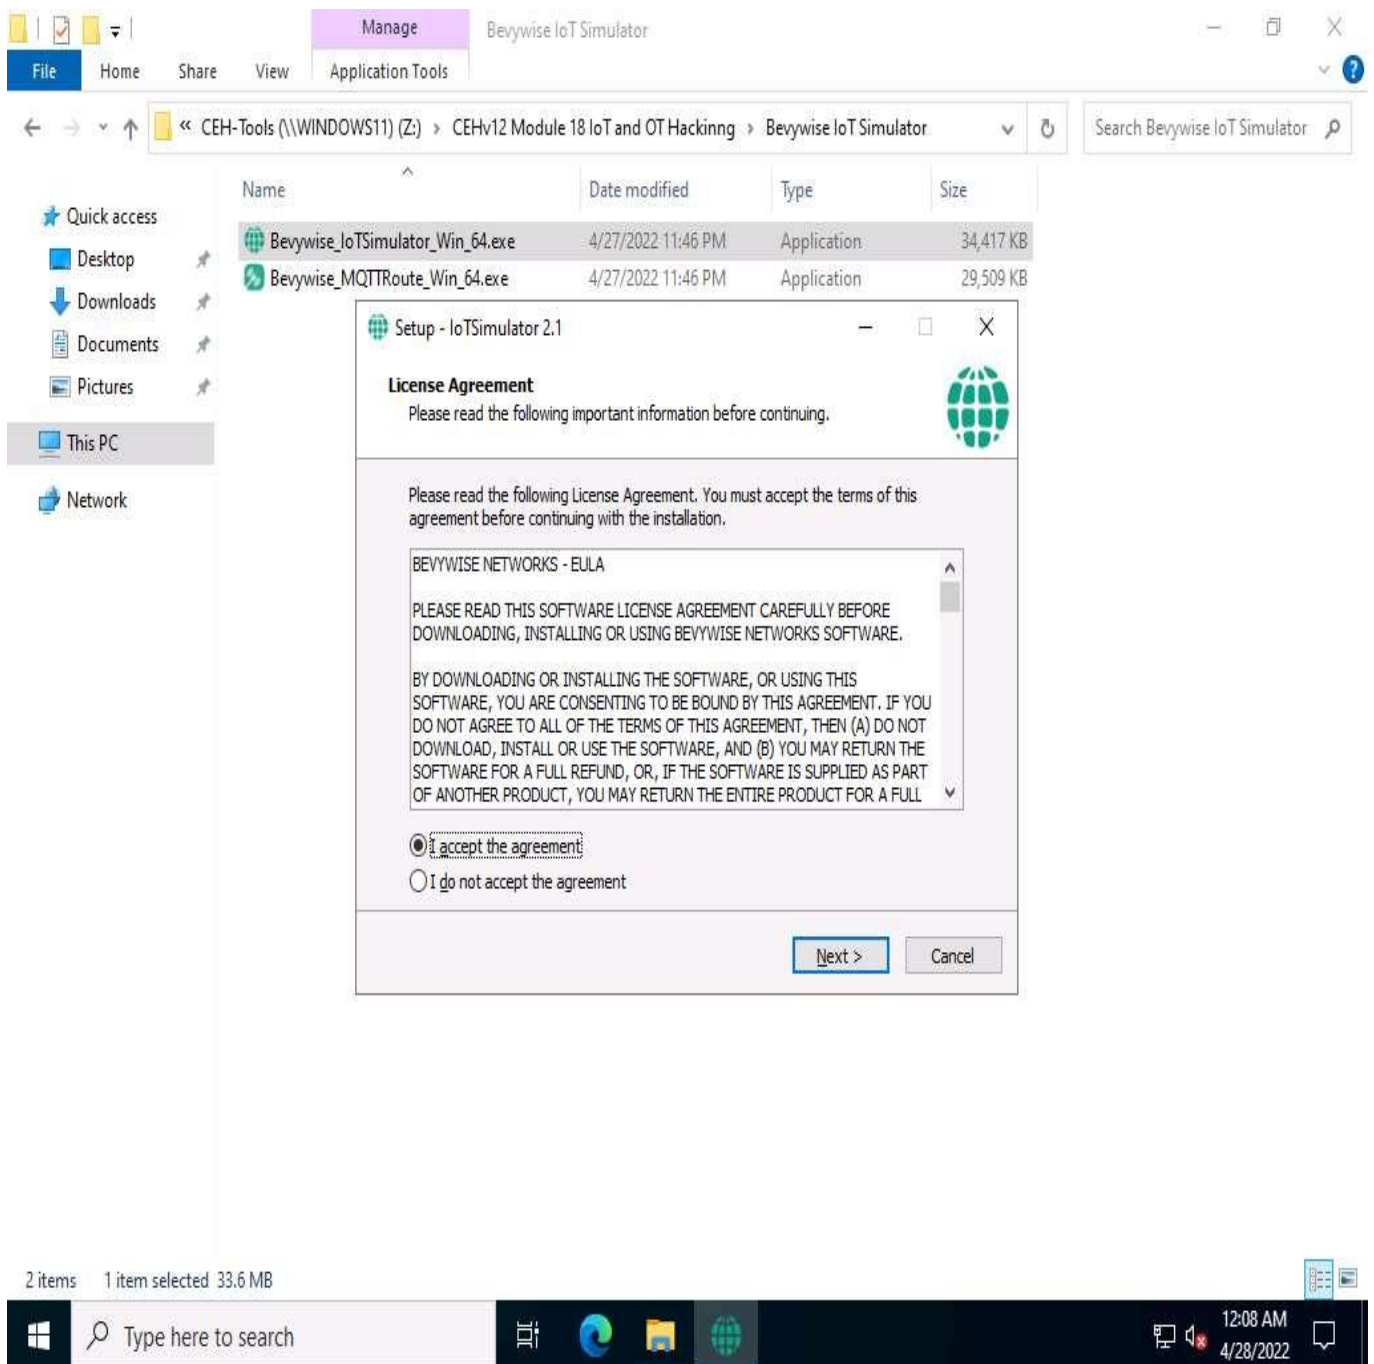 Manage
Bevywise IoT Simulator
File
Home
Share
View
Application Tools
« CEH-Tools (\\WINDOWS11) (Z:) > CEHv12 Module 18 IoT and OT Hackinng > Bevywise IoT Simulator
Search Bevywise IoT Simulator
Name
Date modified
Type
Size
Quick access
Desktop
Downloads
Documents
Pictures
This PC
Network
Bevywise_IoTSimulator_Win_64.exe 4/27/2022 11:46 PM Application 34,417 KB
Bevywise_MQTTRoute_Win_64.exe 4/27/2022 11:46 PM Application 29,509 KB
Setup - IoTSimulator 2.1
License Agreement
Please read the following important information before continuing.
Please read the following License Agreement. You must accept the terms of this
agreement before continuing with the installation.
BEVYWISE NETWORKS - EULA
PLEASE READ THIS SOFTWARE LICENSE AGREEMENT CAREFULLY BEFORE
DOWNLOADING, INSTALLING OR USING BEVYWISE NETWORKS SOFTWARE.
BY DOWNLOADING OR INSTALLING THE SOFTWARE, OR USING THIS
SOFTWARE, YOU ARE CONSENTING TO BE BOUND BY THIS AGREEMENT. IF YOU
DO NOT AGREE TO ALL OF THE TERMS OF THIS AGREEMENT, THEN (A) DO NOT
DOWNLOAD, INSTALL OR USE THE SOFTWARE, AND (B) YOU MAY RETURN THE
SOFTWARE FOR A FULL REFUND, OR, IF THE SOFTWARE IS SUPPLIED AS PART
OF ANOTHER PRODUCT, YOU MAY RETURN THE ENTIRE PRODUCT FOR A FULL
I accept the agreement
I do not accept the agreement
Next >
Cancel
2 items
1 item selected 33.6 MB
Type here to search
12:08 AM
4/28/2022